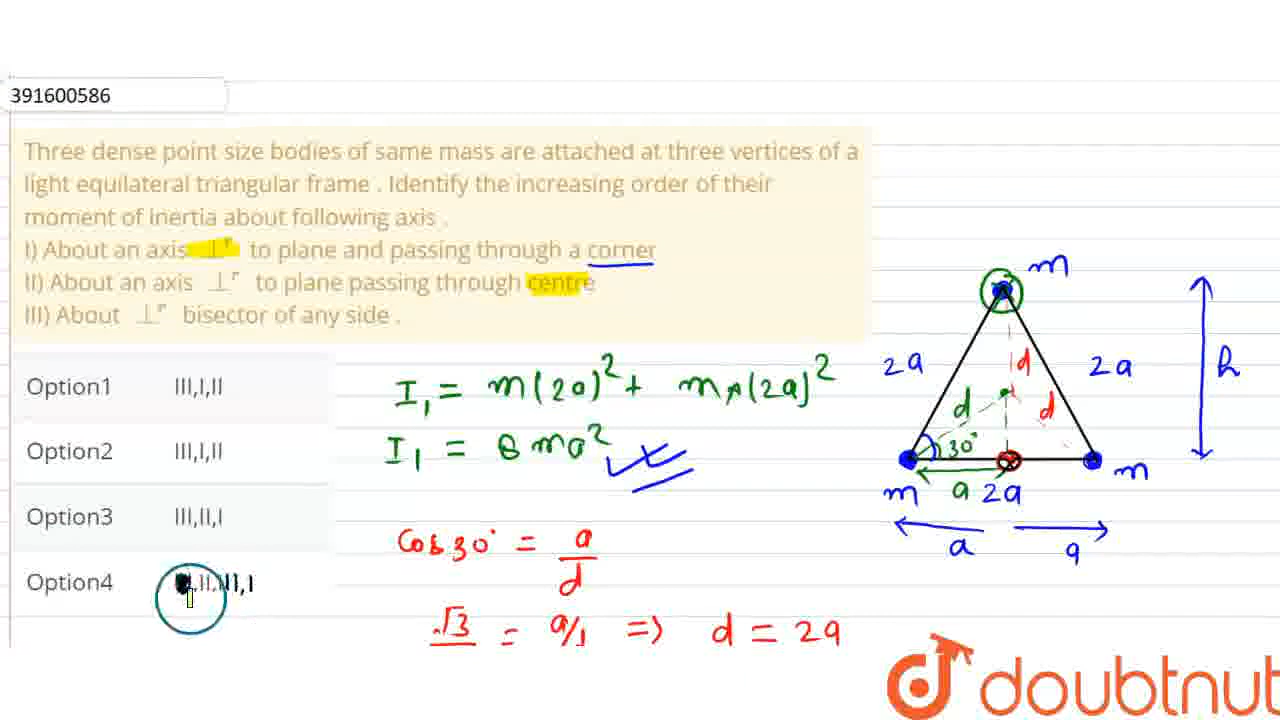 391600586
Three dense point size bodies of same mass are attached at three vertices of a
light equilateral triangular frame . Identify the increasing order of their
moment of inertia about following axis .
I) About an axis ⊥ʳ to plane and passing through a corner
II) About an axis ⊥ʳ to plane passing through centre
III) About ⊥ʳ bisector of any side .
Option1 III,I,II
Option2 III,I,II
Option3 III,II,I
Option4 II,III,I
I₁ = m(2a)² + m(2a)²
I₁ = 8 ma²
Cos 30° = a/d
√3 = a/ ⇒ d = 2a
m
2a
2a
h
d
d
d
30°
a
m
2a
m
a
a
doubtnut